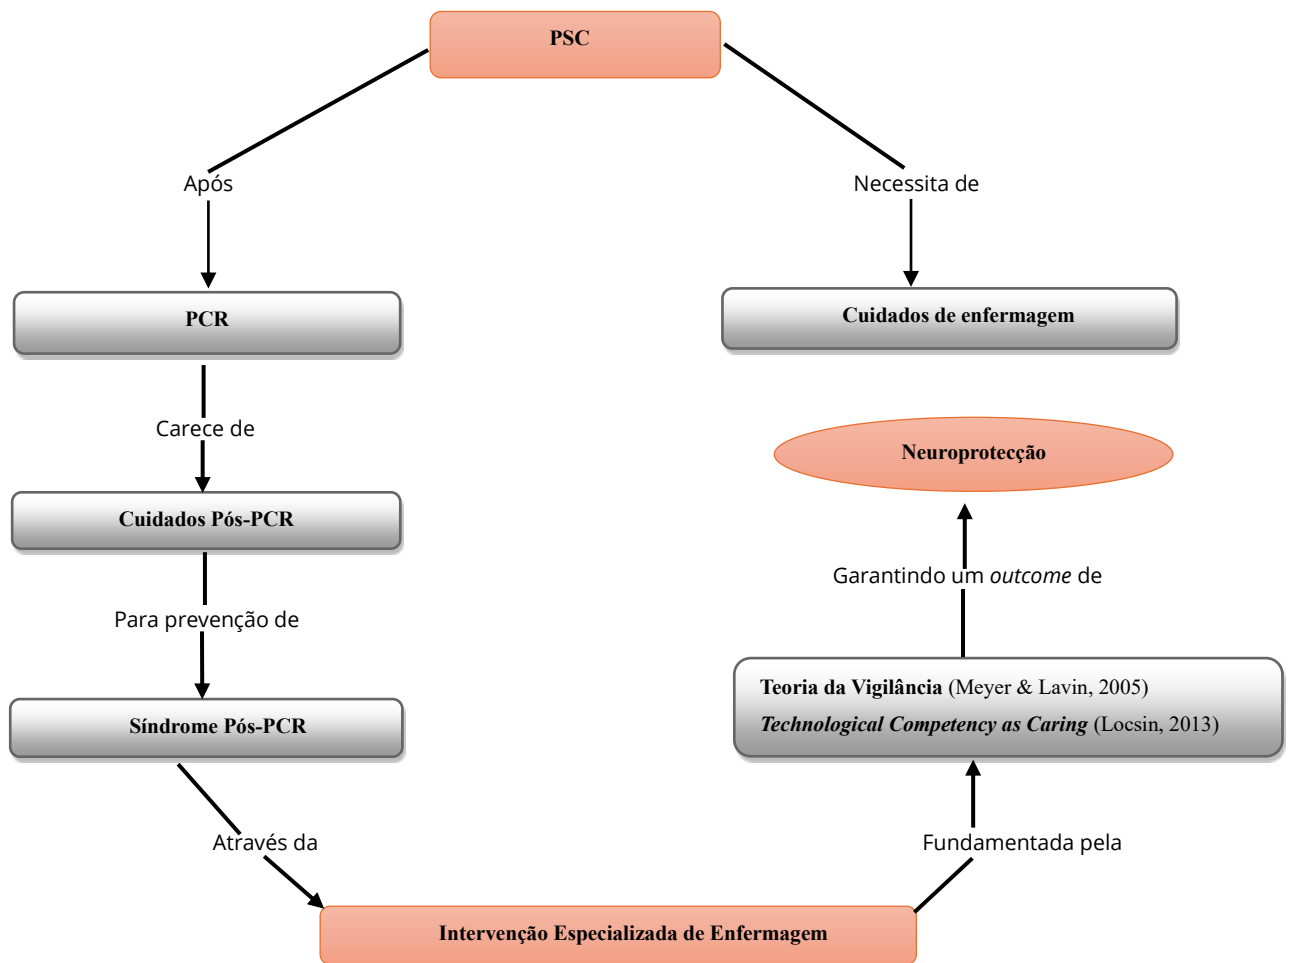 PSC
Após
Necessita de
PCR
Cuidados de enfermagem
Carece de
Neuroprotecção
Cuidados Pós-PCR
Garantindo um outcome de
Para prevenção de
Teoria da Vigilância (Meyer & Lavin, 2005)
Technological Competency as Caring (Locsin, 2013)
Síndrome Pós-PCR
Através da
Fundamentada pela
Intervenção Especializada de Enfermagem